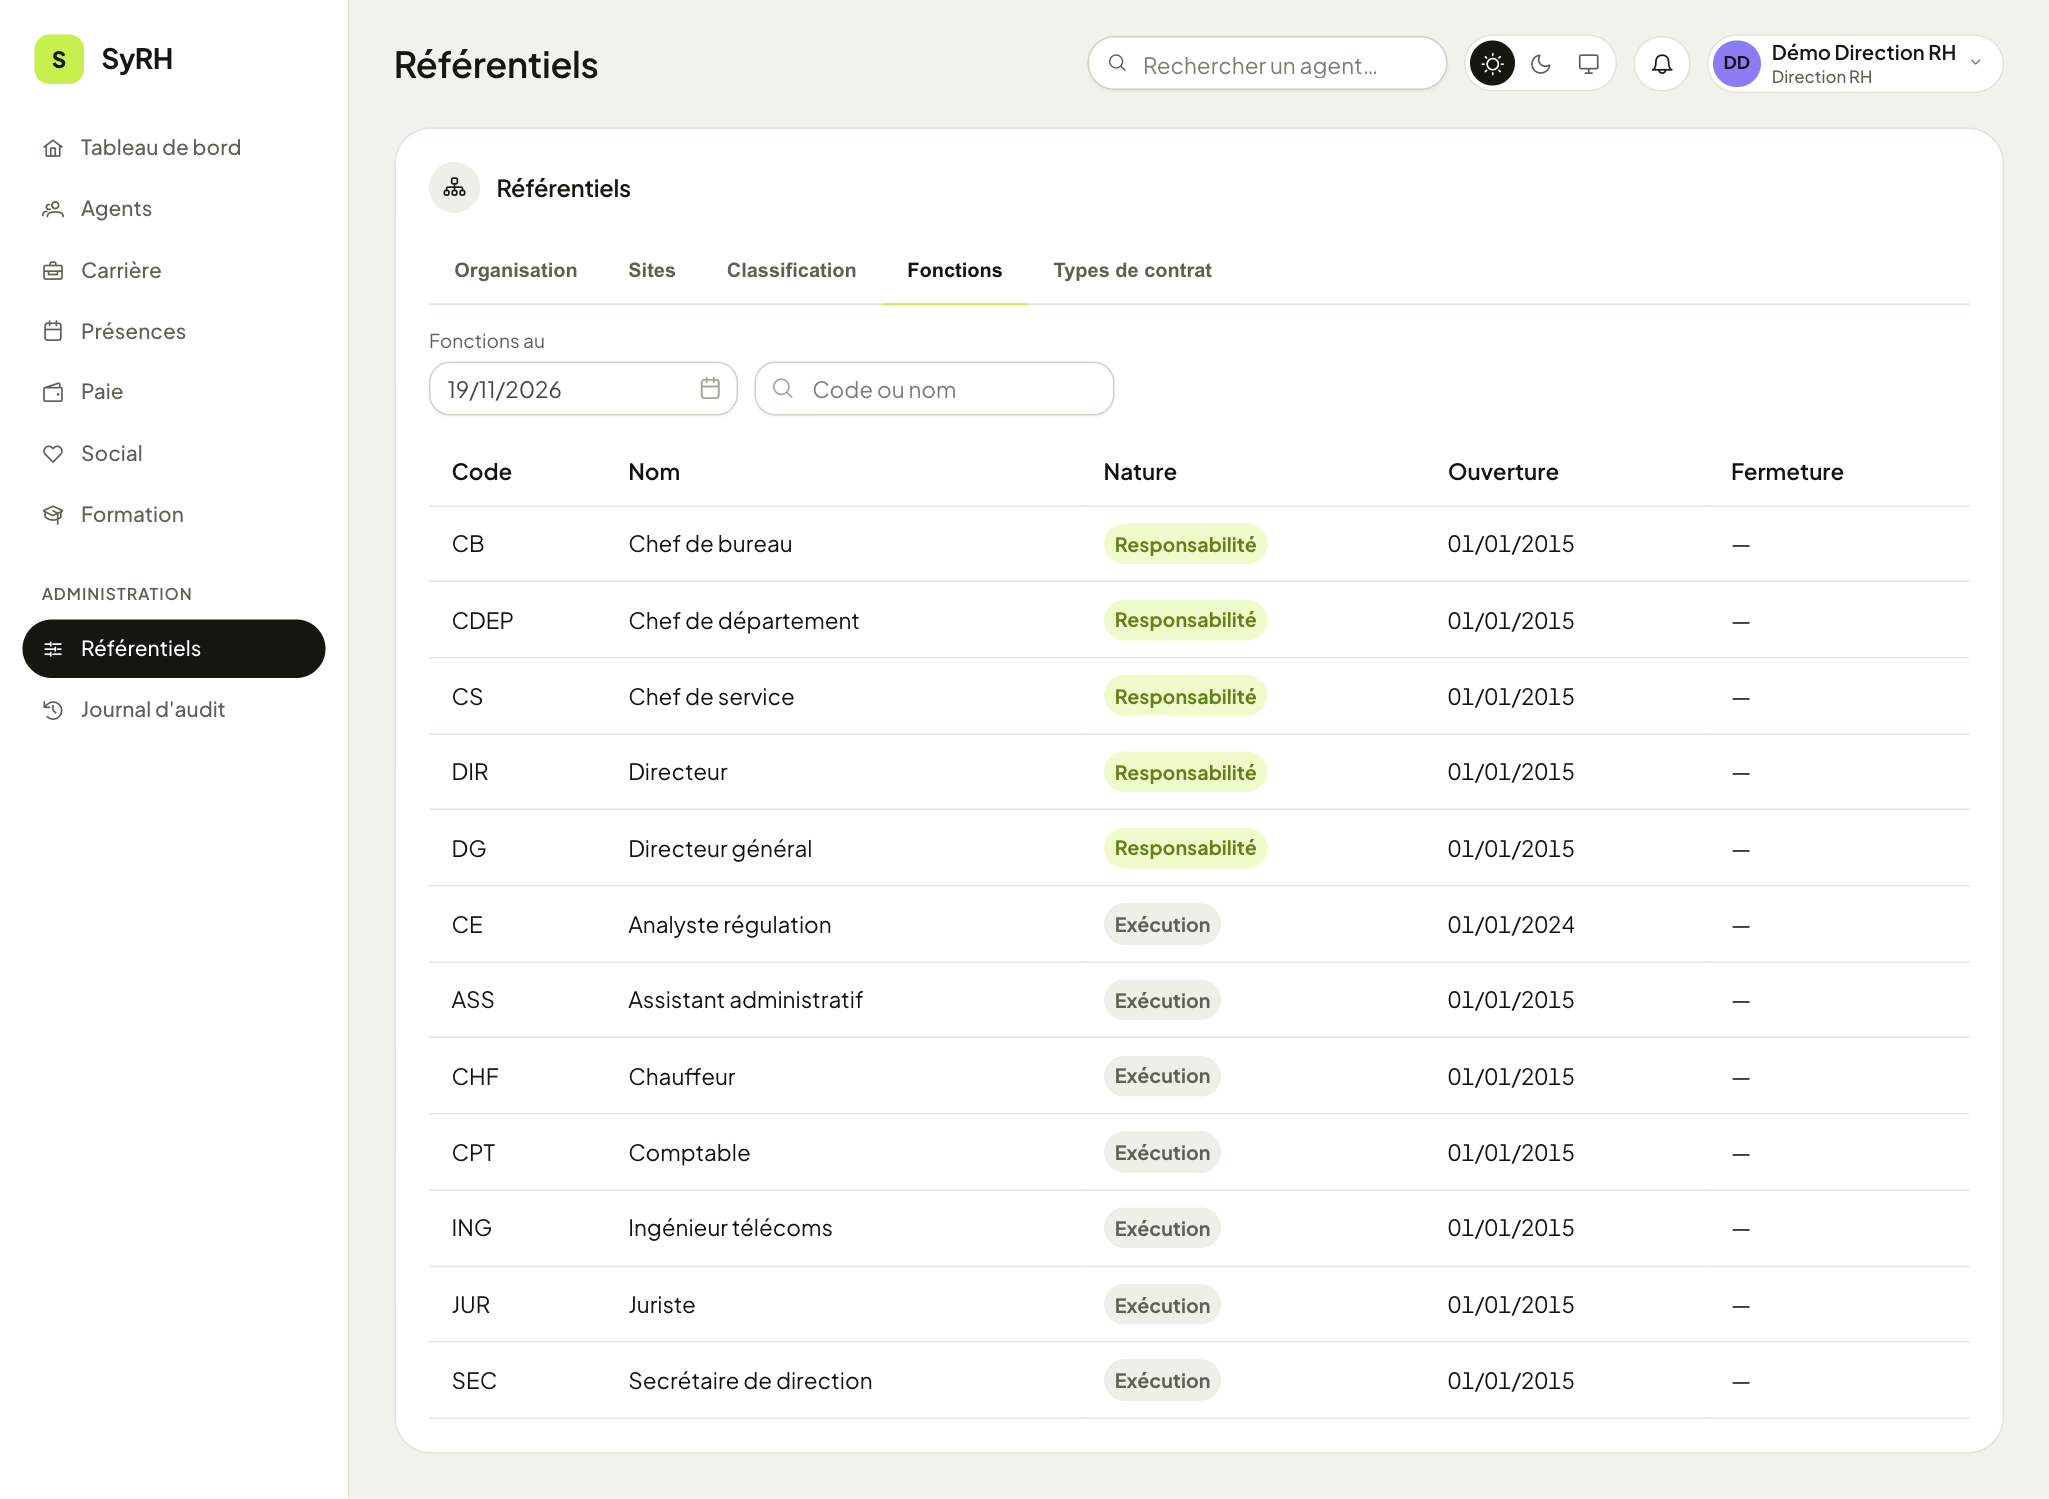 S SyRH
Tableau de bord
Agents
Carrière
Présences
Paie
Social
Formation
ADMINISTRATION
Référentiels
Journal d'audit
Référentiels
Rechercher un agent...
DD Démo Direction RH
Direction RH
Référentiels
Organisation Sites Classification Fonctions Types de contrat
Fonctions au
19/11/2026 Code ou nom
Code Nom Nature Ouverture Fermeture
CB Chef de bureau Responsabilité 01/01/2015 —
CDEP Chef de département Responsabilité 01/01/2015 —
CS Chef de service Responsabilité 01/01/2015 —
DIR Directeur Responsabilité 01/01/2015 —
DG Directeur général Responsabilité 01/01/2015 —
CE Analyste régulation Exécution 01/01/2024 —
ASS Assistant administratif Exécution 01/01/2015 —
CHF Chauffeur Exécution 01/01/2015 —
CPT Comptable Exécution 01/01/2015 —
ING Ingénieur télécoms Exécution 01/01/2015 —
JUR Juriste Exécution 01/01/2015 —
SEC Secrétaire de direction Exécution 01/01/2015 —